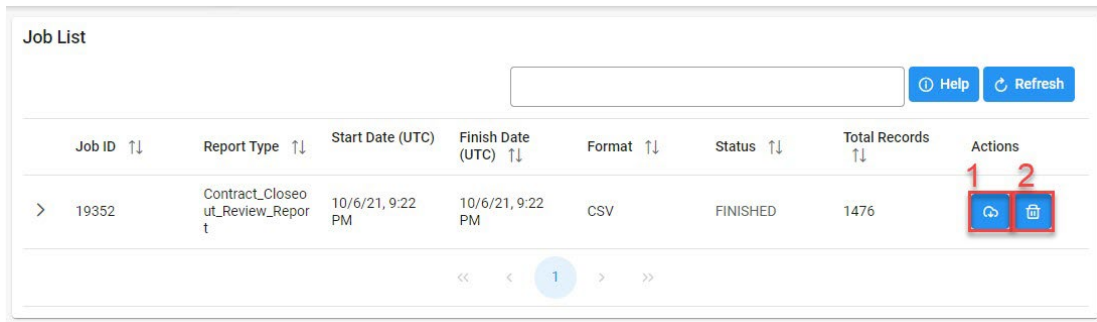 Job List
Help Refresh
Job ID Report Type Start Date (UTC) Finish Date (UTC) Format Status Total Records Actions
1 2
19352 Contract_Closeo
ut_Review_Repor
t 10/6/21, 9:22
PM 10/6/21, 9:22
PM CSV FINISHED 1476
<< < 1 > >>